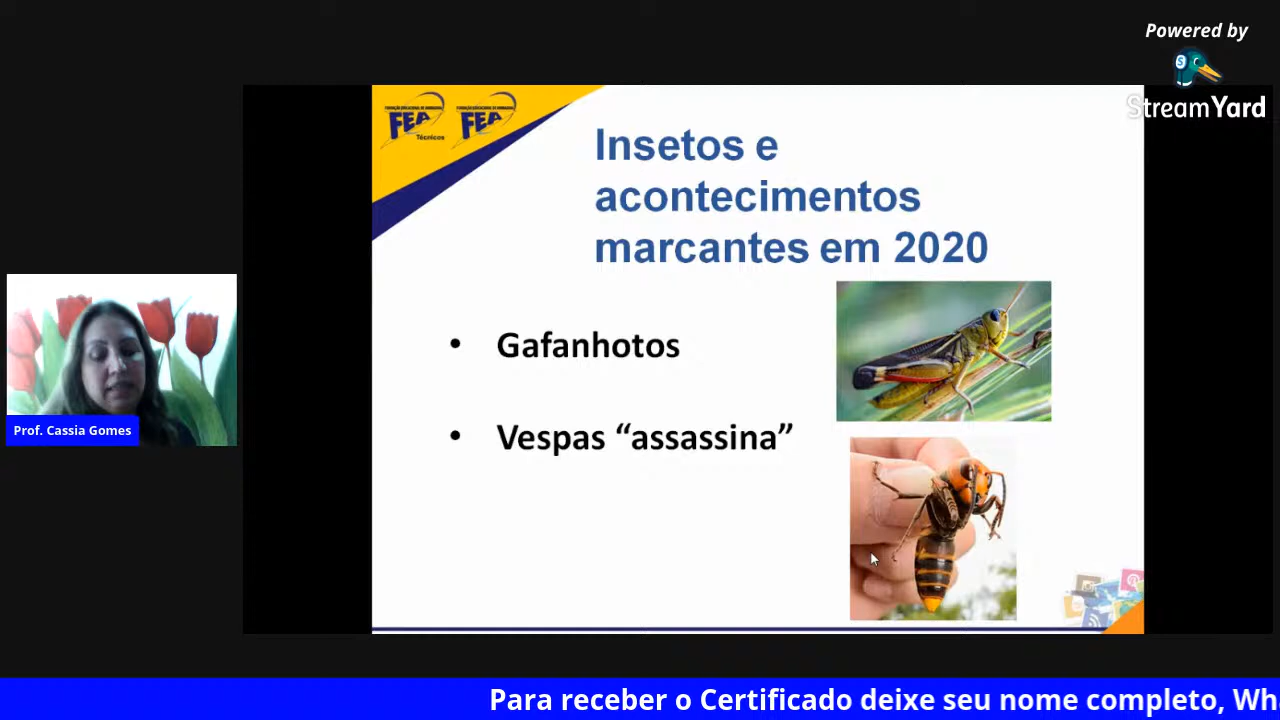 Powered by
StreamYard
FEA
Técnicos
FEA
Insetos e
acontecimentos
marcantes em 2020
• Gafanhotos
• Vespas “assassina”
Prof. Cassia Gomes
Para receber o Certificado deixe seu nome completo, Wh